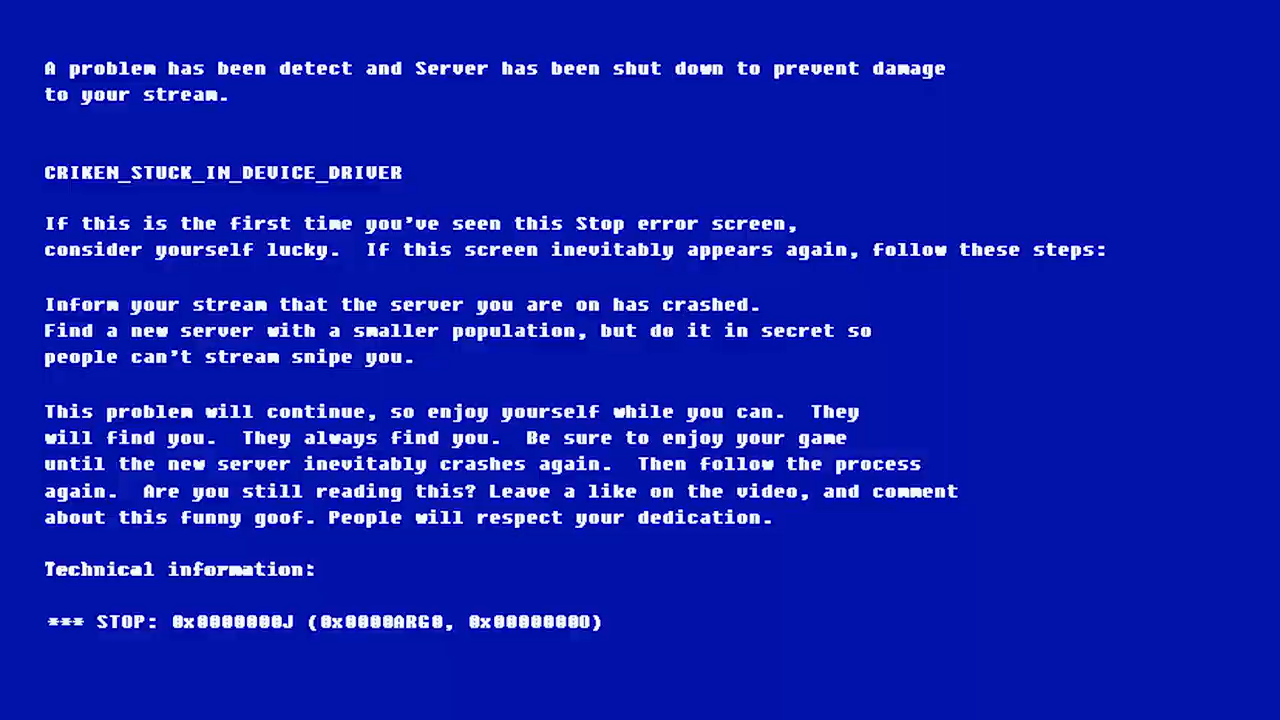 A problem has been detect and Server has been shut down to prevent damage
to your stream.
CRIKEN_STUCK_IN_DEVICE_DRIVER
If this is the first time you've seen this Stop error screen,
consider yourself lucky.  If this screen inevitably appears again, follow these steps:
Inform your stream that the server you are on has crashed.
Find a new server with a smaller population, but do it in secret so
people can't stream snipe you.
This problem will continue, so enjoy yourself while you can.  They
will find you.  They always find you.  Be sure to enjoy your game
until the new server inevitably crashes again.  Then follow the process
again.  Are you still reading this? Leave a like on the video, and comment
about this funny goof. People will respect your dedication.
Technical information:
*** STOP: 0x0000000J (0x0000ARG0, 0x0000000O)